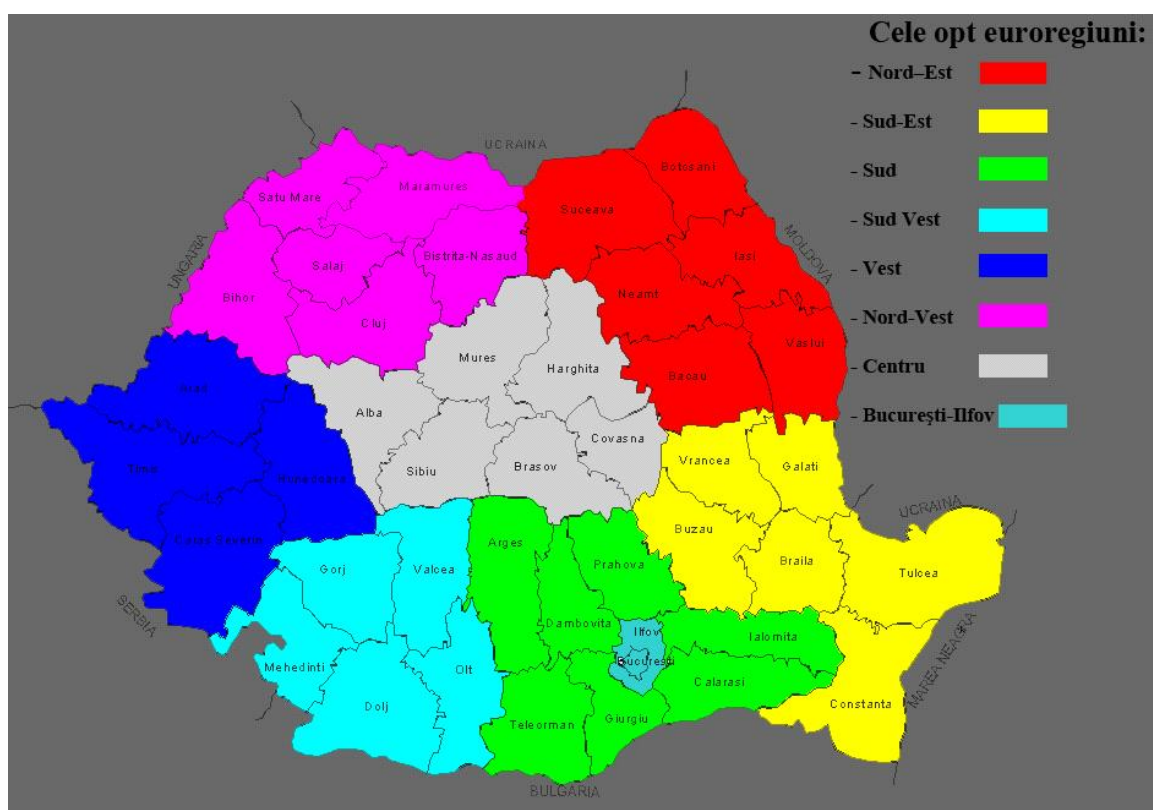 Cele opt euroregiuni:
- Nord-Est
- Sud-Est
- Sud
- Sud Vest
- Vest
- Nord-Vest
- Centru
- București-Ilfov
UCRAINA
Botosani
Satu Mare
Maramures
Suceava
MOLDOVA
UNGARIA
Salaj
Bistrita-Nasaud
Iasi
Bihor
Neamt
Cluj
Vaslui
Mures
Harghita
Bacau
Arad
Alba
Covasna
Vrancea
Galati
Timis
Hunedoara
Sibiu
Brasov
UCRAINA
Buzau
Caras Severin
Gorj
Valcea
Arges
Prahova
Braila
Tulcea
SERBIA
Dambovita
Ilfov
Ialomita
MAREA NEAGRA
Mehedinti
Olt
Bucuresti
Calarasi
Dolj
Teleorman
Giurgiu
Constanta
BULGARIA